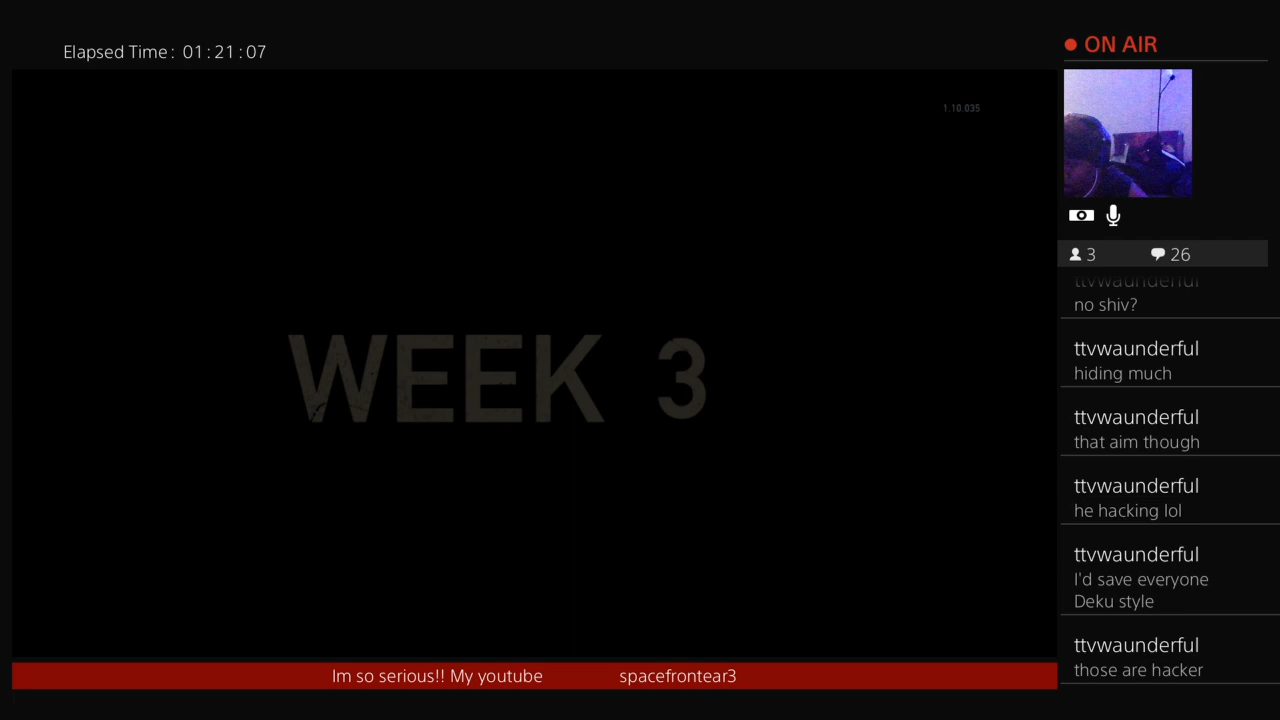 Elapsed Time: 01:21:07
ON AIR
1.10.035
3 26
ttvwaunderful
no shiv?
ttvwaunderful
hiding much
ttvwaunderful
that aim though
ttvwaunderful
he hacking lol
ttvwaunderful
I'd save everyone
Deku style
ttvwaunderful
those are hacker
WEEK 3
Im so serious!! My youtube spacefrontear3